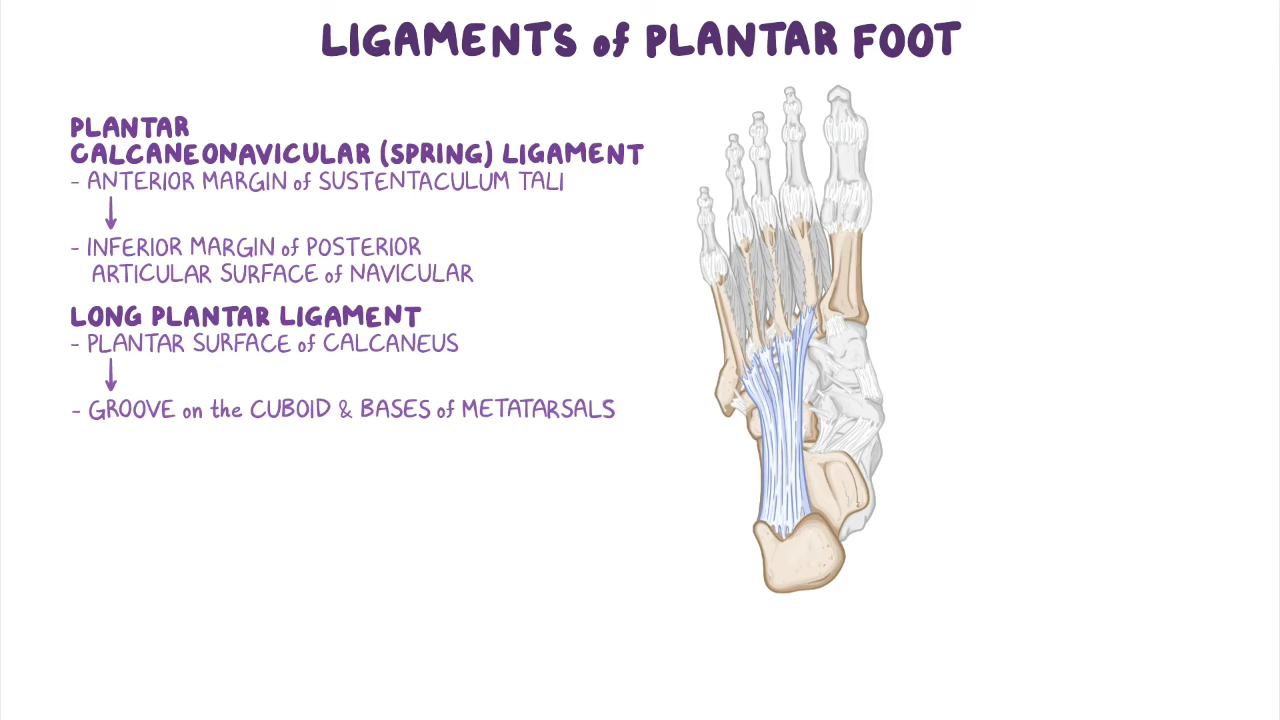 LIGAMENTS of PLANTAR FOOT
PLANTAR
CALCANEONAVICULAR (SPRING) LIGAMENT
- ANTERIOR MARGIN of SUSTENTACULUM TALI
- INFERIOR MARGIN of POSTERIOR
ARTICULAR SURFACE of NAVICULAR
LONG PLANTAR LIGAMENT
- PLANTAR SURFACE of CALCANEUS
- GROOVE on the CUBOID & BASES of METATARSALS